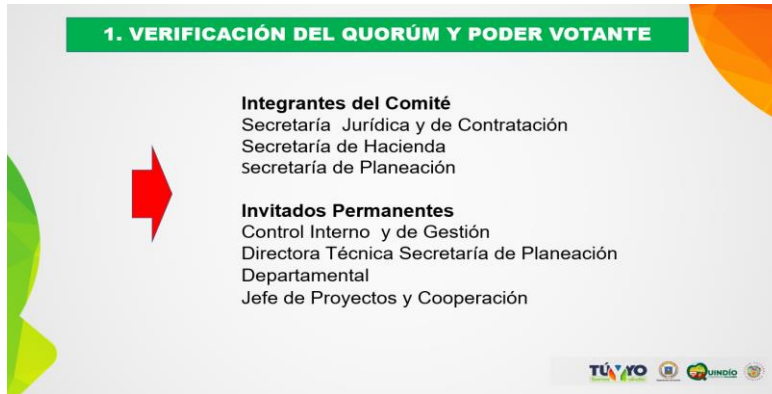 1. VERIFICACIÓN DEL QUORÚM Y PODER VOTANTE
Integrantes del Comité
Secretaría Jurídica y de Contratación
Secretaría de Hacienda
Secretaría de Planeación
Invitados Permanentes
Control Interno y de Gestión
Directora Técnica Secretaría de Planeación
Departamental
Jefe de Proyectos y Cooperación
TÚ Y YO
QUINDÍO